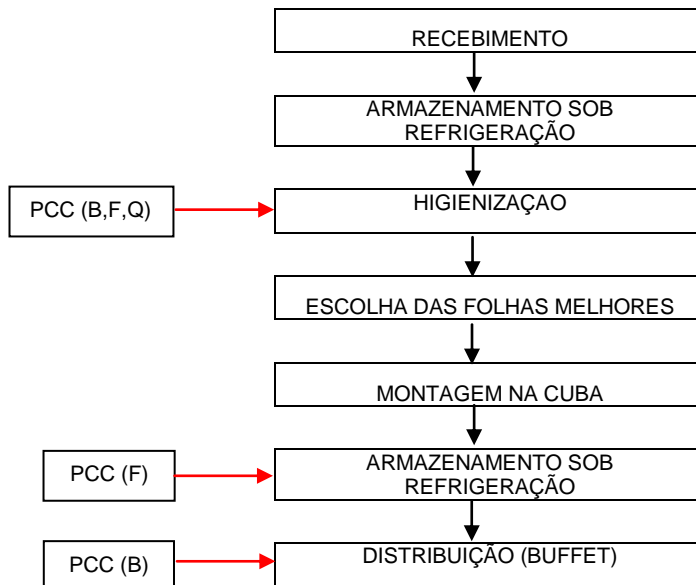 RECEBIMENTO
ARMAZENAMENTO SOB
REFRIGERAÇÃO
PCC (B,F,Q)
HIGIENIZAÇAO
ESCOLHA DAS FOLHAS MELHORES
MONTAGEM NA CUBA
PCC (F)
ARMAZENAMENTO SOB
REFRIGERAÇÃO
PCC (B)
DISTRIBUIÇÃO (BUFFET)